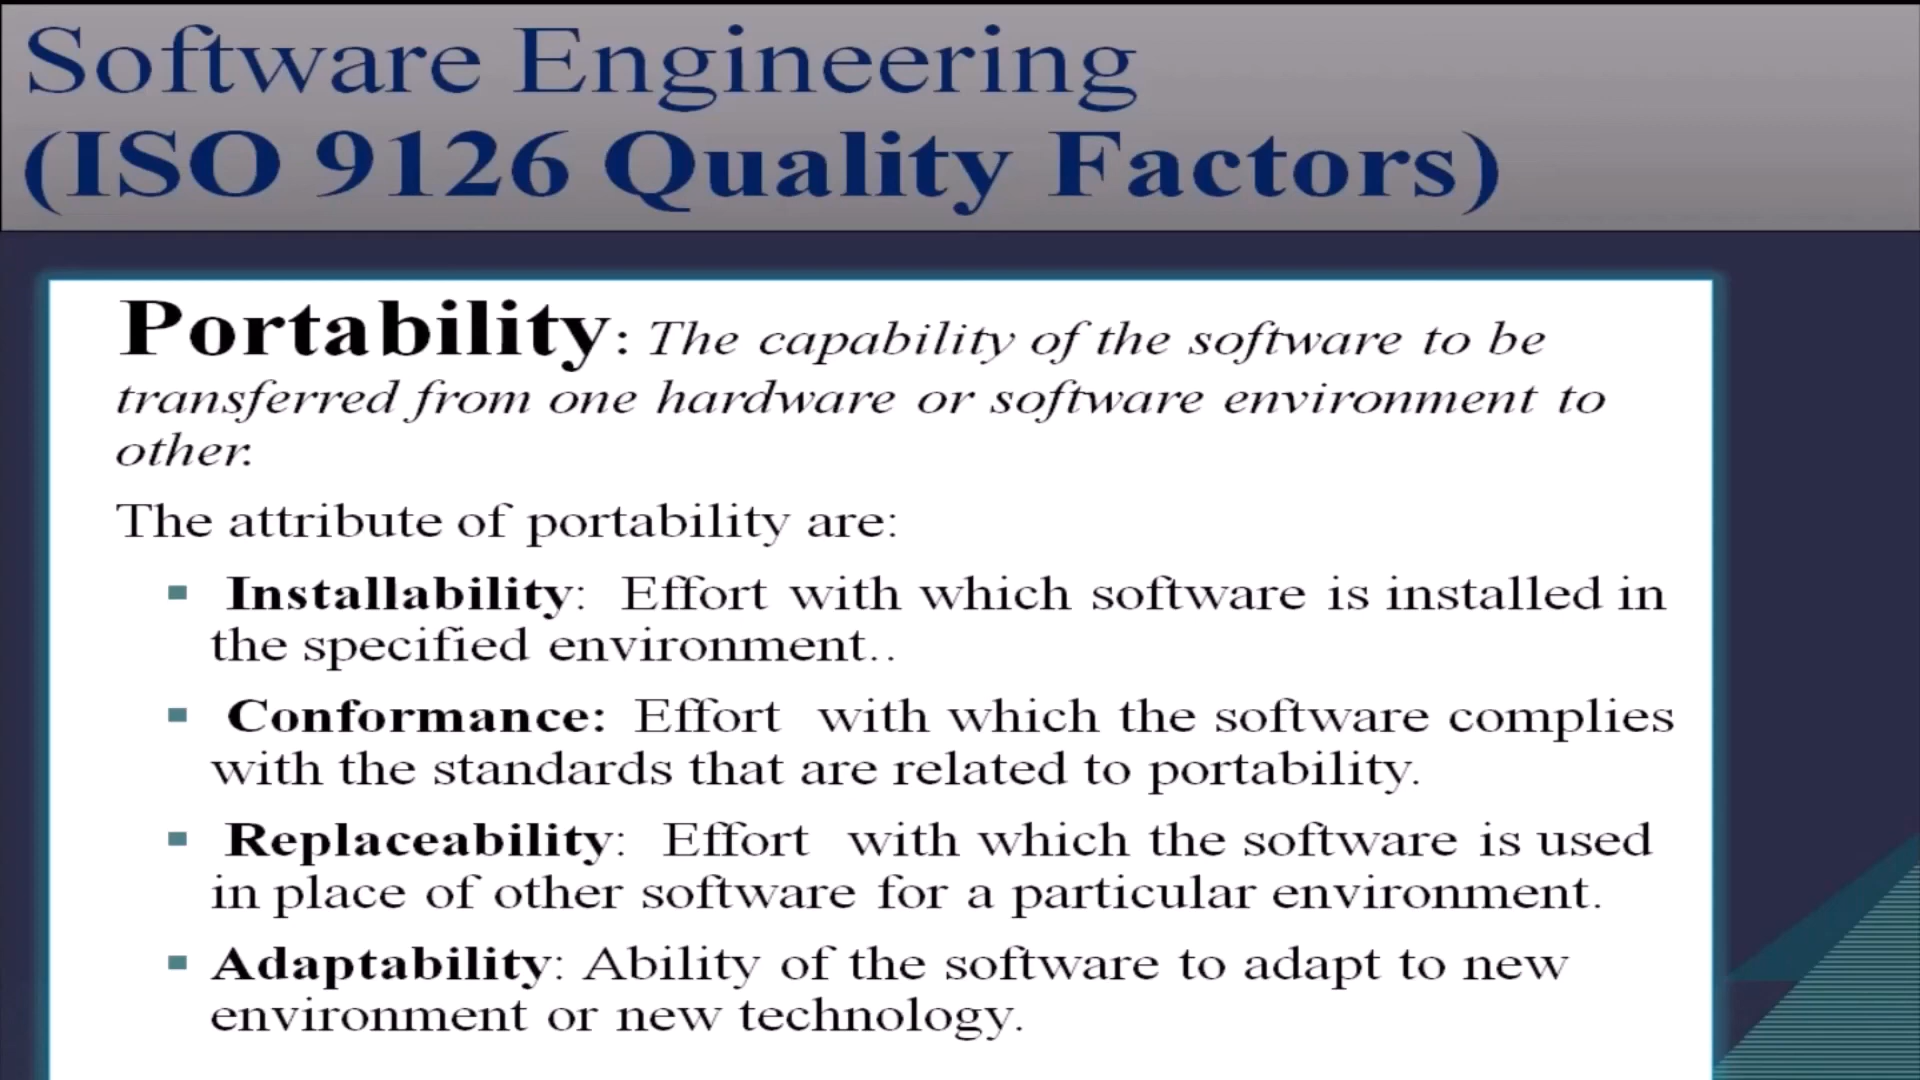 Software Engineering
(ISO 9126 Quality Factors)
Portability: The capability of the software to be
transferred from one hardware or software environment to
other.
The attribute of portability are:
Installability: Effort with which software is installed in
the specified environment..
Conformance: Effort with which the software complies
with the standards that are related to portability.
Replaceability: Effort with which the software is used
in place of other software for a particular environment.
Adaptability: Ability of the software to adapt to new
environment or new technology.